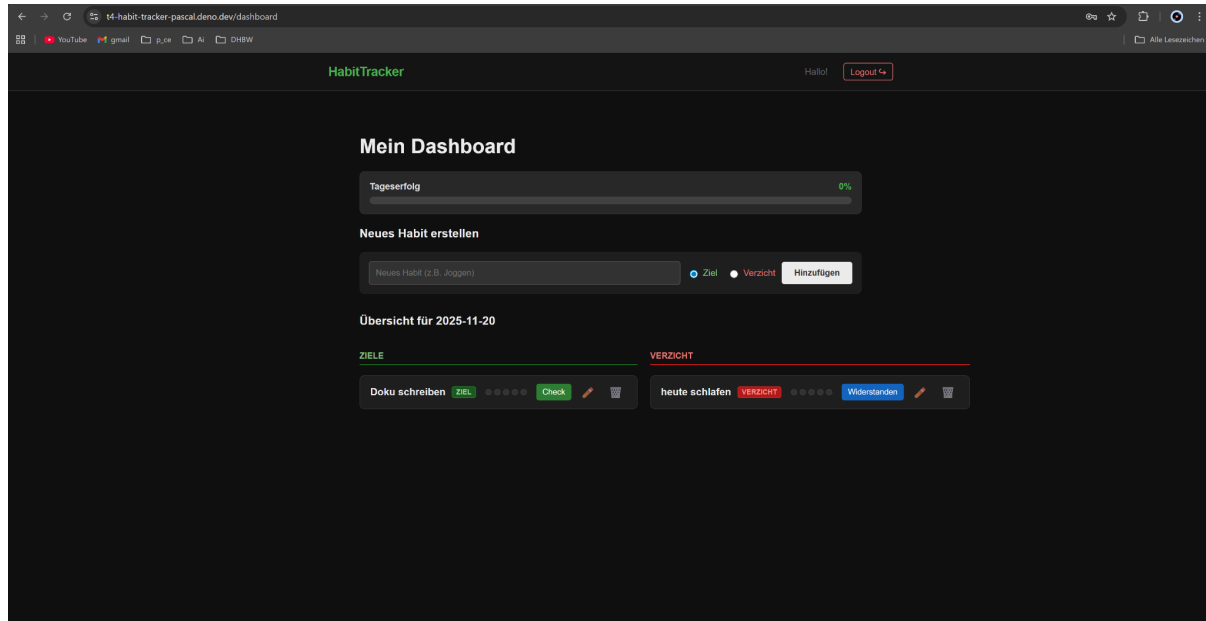 t4-habit-tracker-pascal.deno.dev/dashboard
YouTube gmail p_ce Ai DHBW Alle Lesezeichen
HabitTracker Hallo! Logout ↪
Mein Dashboard
Tageserfolg 0%
Neues Habit erstellen
Neues Habit (z.B. Joggen) Ziel Verzicht Hinzufügen
Übersicht für 2025-11-20
ZIELE
Doku schreiben ZIEL Check
VERZICHT
heute schlafen VERZICHT Widerstanden